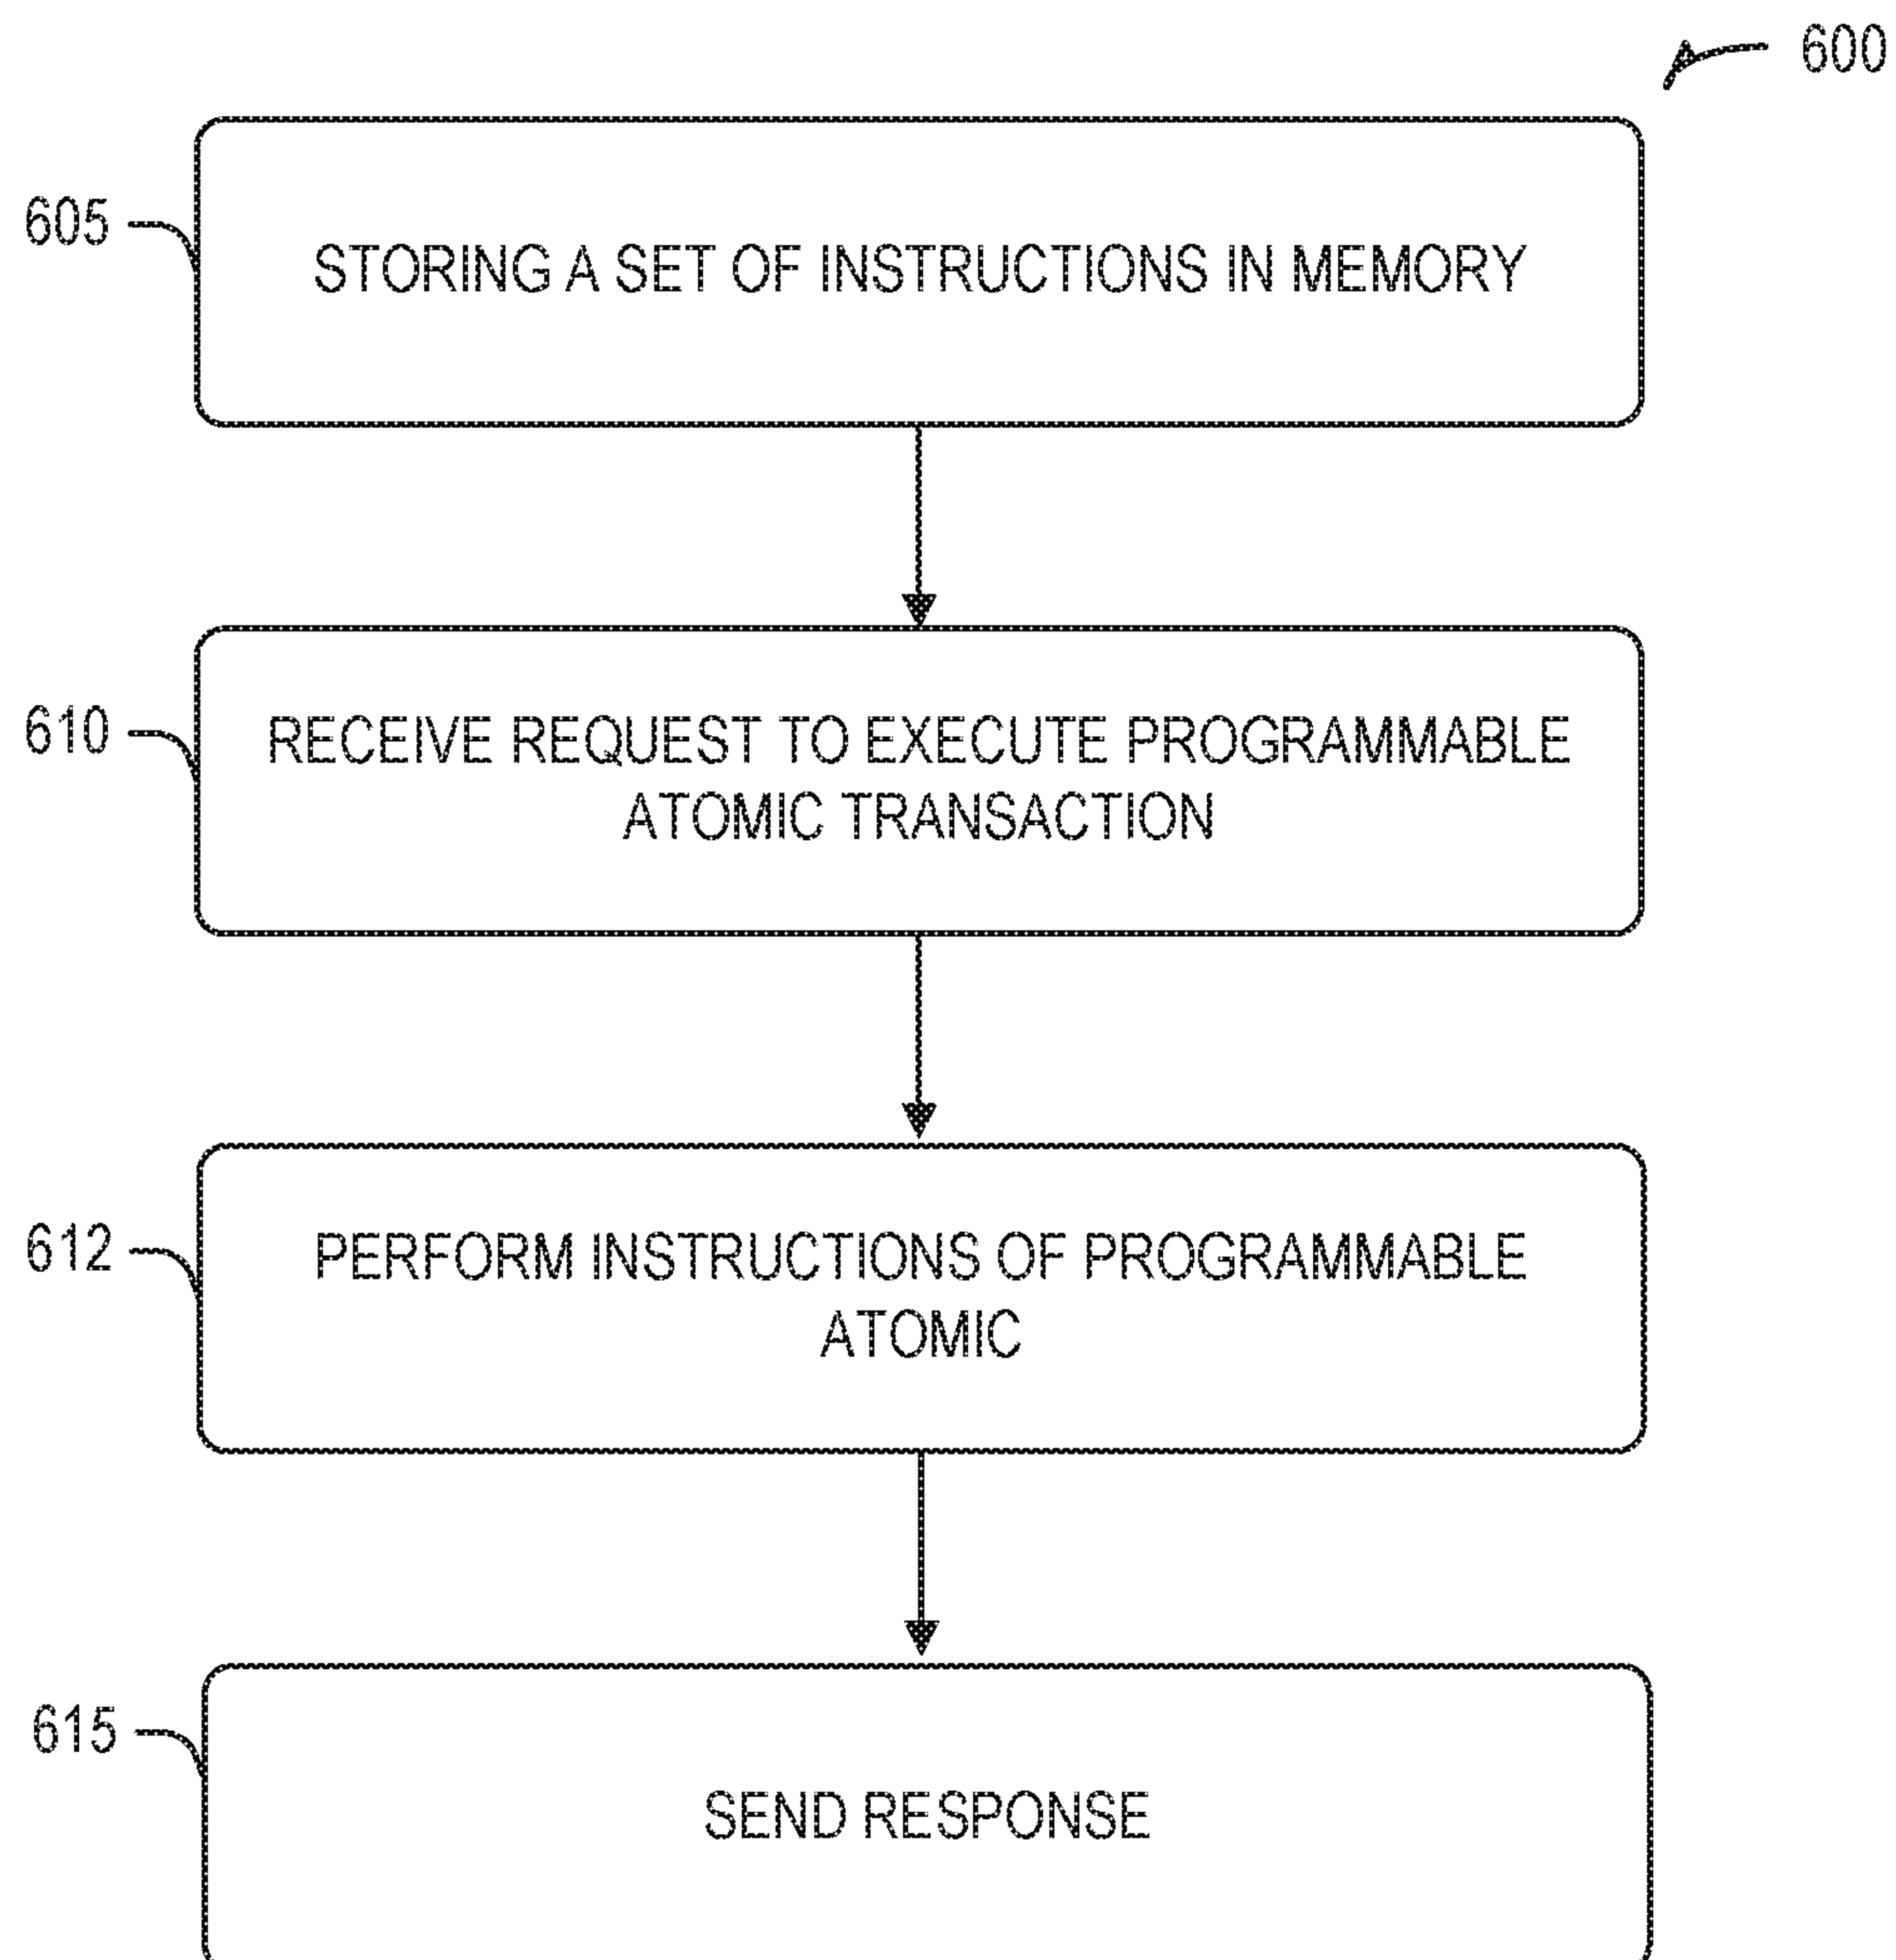 600
605
STORING A SET OF INSTRUCTIONS IN MEMORY
610
RECEIVE REQUEST TO EXECUTE PROGRAMMABLE
ATOMIC TRANSACTION
612
PERFORM INSTRUCTIONS OF PROGRAMMABLE
ATOMIC
615
SEND RESPONSE